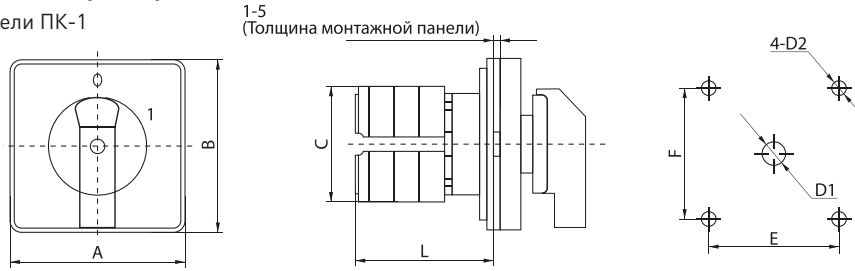 ели ПК-1
1-5
(Толщина монтажной панели)
0
1
A
B
C
L
4-D2
D1
F
E